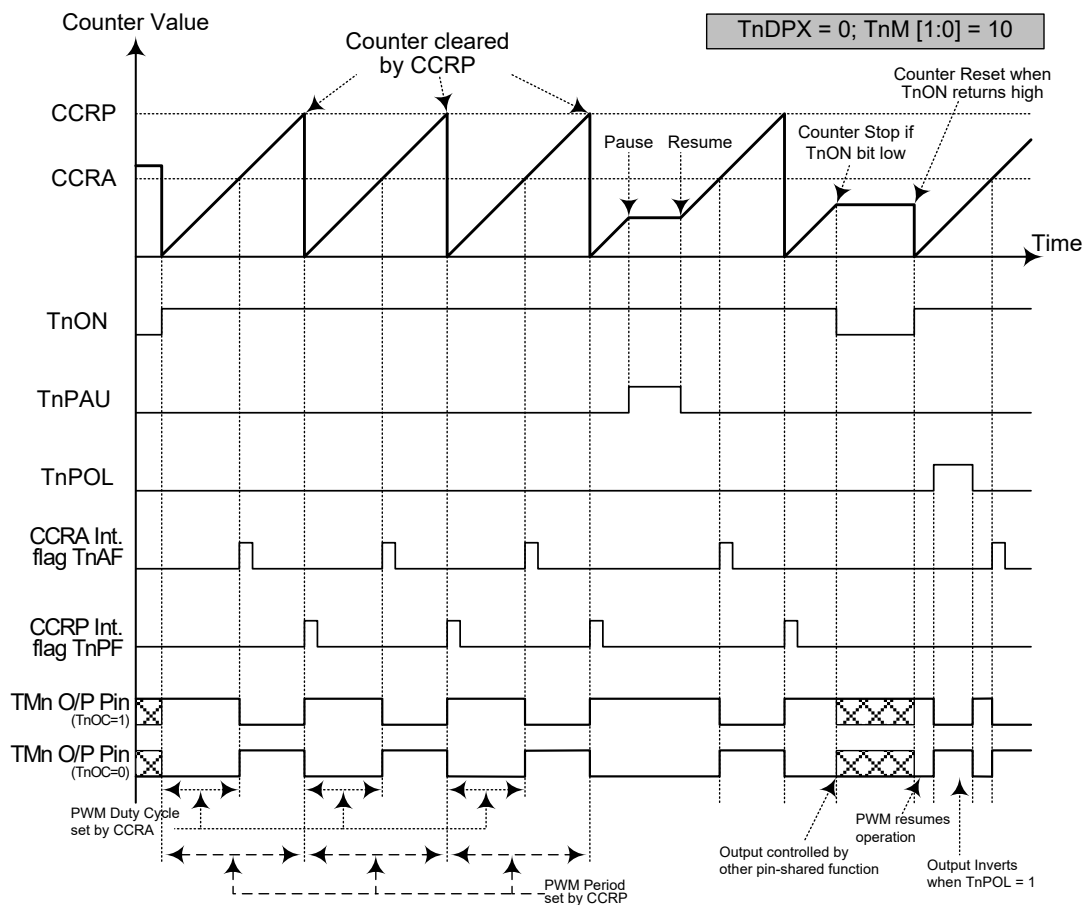 Counter Value
TnDPX = 0; TnM [1:0] = 10
Counter cleared
by CCRP
Counter Reset when
TnON returns high
CCRP
Pause
Resume
Counter Stop if
TnON bit low
CCRA
Time
TnON
TnPAU
TnPOL
CCRA Int.
flag TnAF
CCRP Int.
flag TnPF
TMn O/P Pin
(TnOC=1)
TMn O/P Pin
(TnOC=0)
PWM Duty Cycle
set by CCRA
PWM resumes
operation
Output controlled by
other pin-shared function
Output Inverts
when TnPOL = 1
PWM Period
set by CCRP